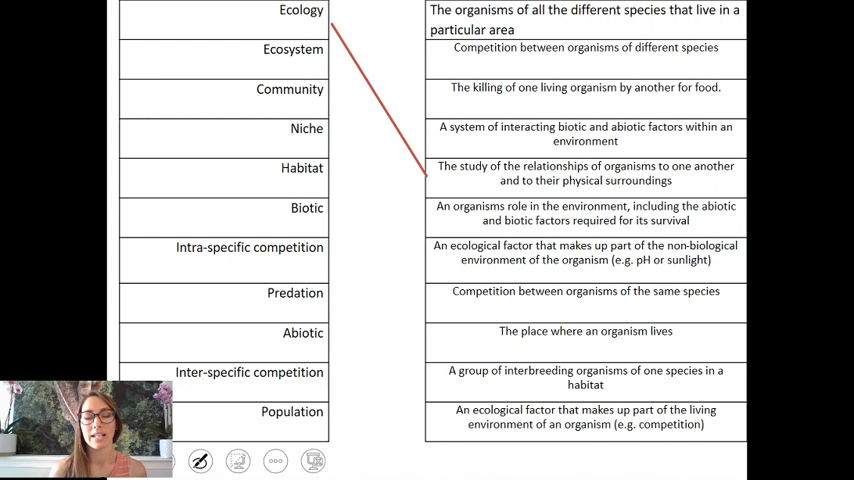 Ecology
The organisms of all the different species that live in a
particular area
Ecosystem
Competition between organisms of different species
Community
The killing of one living organism by another for food.
Niche
A system of interacting biotic and abiotic factors within an
environment
Habitat
The study of the relationships of organisms to one another
and to their physical surroundings
Biotic
An organisms role in the environment, including the abiotic
and biotic factors required for its survival
Intra-specific competition
An ecological factor that makes up part of the non-biological
environment of the organism (e.g. pH or sunlight)
Predation
Competition between organisms of the same species
Abiotic
The place where an organism lives
Inter-specific competition
A group of interbreeding organisms of one species in a
habitat
Population
An ecological factor that makes up part of the living
environment of an organism (e.g. competition)